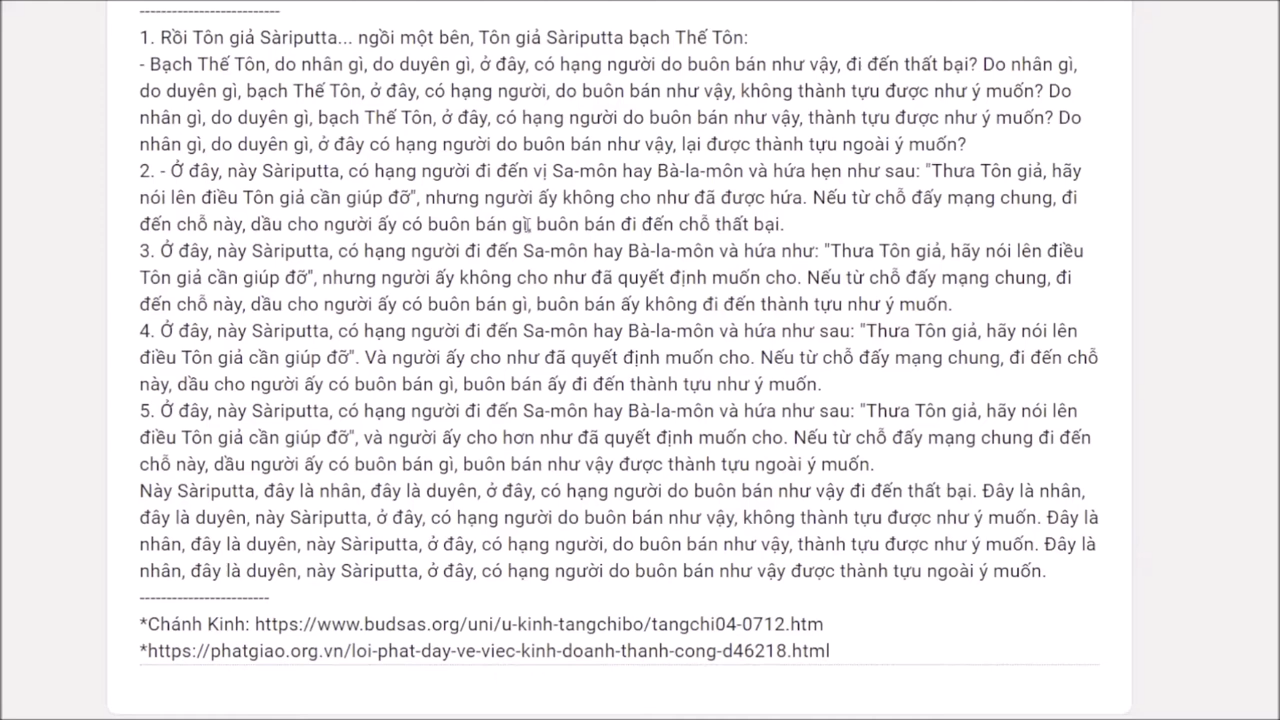 --------------------------
1. Rồi Tôn giả Sàriputta... ngồi một bên, Tôn giả Sàriputta bạch Thế Tôn:
- Bạch Thế Tôn, do nhân gì, do duyên gì, ở đây, có hạng người do buôn bán như vậy, đi đến thất bại? Do nhân gì,
do duyên gì, bạch Thế Tôn, ở đây, có hạng người, do buôn bán như vậy, không thành tựu được như ý muốn? Do
nhân gì, do duyên gì, bạch Thế Tôn, ở đây, có hạng người do buôn bán như vậy, thành tựu được như ý muốn? Do
nhân gì, do duyên gì, ở đây có hạng người do buôn bán như vậy, lại được thành tựu ngoài ý muốn?
2. - Ở đây, này Sàriputta, có hạng người đi đến vị Sa-môn hay Bà-la-môn và hứa hẹn như sau: "Thưa Tôn giả, hãy
nói lên điều Tôn giả cần giúp đỡ", nhưng người ấy không cho như đã được hứa. Nếu từ chỗ đấy mạng chung, đi
đến chỗ này, dầu cho người ấy có buôn bán gì, buôn bán đi đến chỗ thất bại.
3. Ở đây, này Sàriputta, có hạng người đi đến Sa-môn hay Bà-la-môn và hứa như: "Thưa Tôn giả, hãy nói lên điều
Tôn giả cần giúp đỡ", nhưng người ấy không cho như đã quyết định muốn cho. Nếu từ chỗ đấy mạng chung, đi
đến chỗ này, dầu cho người ấy có buôn bán gì, buôn bán ấy không đi đến thành tựu như ý muốn.
4. Ở đây, này Sàriputta, có hạng người đi đến Sa-môn hay Bà-la-môn và hứa như sau: "Thưa Tôn giả, hãy nói lên
điều Tôn giả cần giúp đỡ". Và người ấy cho như đã quyết định muốn cho. Nếu từ chỗ đấy mạng chung, đi đến chỗ
này, dầu cho người ấy có buôn bán gì, buôn bán ấy đi đến thành tựu như ý muốn.
5. Ở đây, này Sàriputta, có hạng người đi đến Sa-môn hay Bà-la-môn và hứa như sau: "Thưa Tôn giả, hãy nói lên
điều Tôn giả cần giúp đỡ", và người ấy cho hơn như đã quyết định muốn cho. Nếu từ chỗ đấy mạng chung đi đến
chỗ này, dầu người ấy có buôn bán gì, buôn bán như vậy được thành tựu ngoài ý muốn.
Này Sàriputta, đây là nhân, đây là duyên, ở đây, có hạng người do buôn bán như vậy đi đến thất bại. Đây là nhân,
đây là duyên, này Sàriputta, ở đây, có hạng người do buôn bán như vậy, không thành tựu được như ý muốn. Đây là
nhân, đây là duyên, này Sàriputta, ở đây, có hạng người, do buôn bán như vậy, thành tựu được như ý muốn. Đây là
nhân, đây là duyên, này Sàriputta, ở đây, có hạng người do buôn bán như vậy được thành tựu ngoài ý muốn.
------------------------
*Chánh Kinh: https://www.budsas.org/uni/u-kinh-tangchibo/tangchi04-0712.htm
*https://phatgiao.org.vn/loi-phat-day-ve-viec-kinh-doanh-thanh-cong-d46218.html